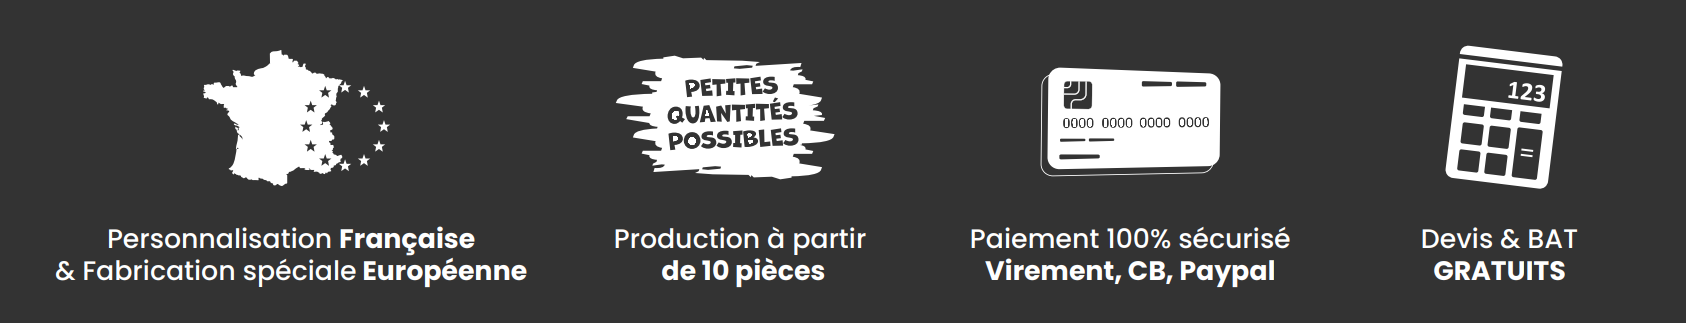 PETITES
QUANTITÉS
POSSIBLES
0000 0000 0000 0000
123
=
Personnalisation Française
& Fabrication spéciale Européenne
Production à partir
de 10 pièces
Paiement 100% sécurisé
Virement, CB, Paypal
Devis & BAT
GRATUITS